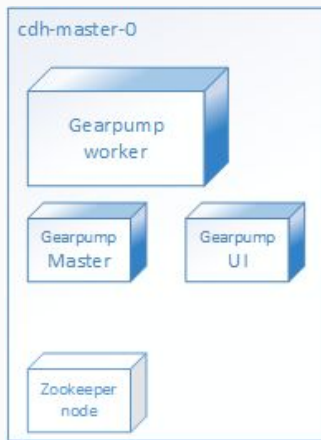 cdh-master-0
Gearpump
worker
Gearpump
Master
Gearpump
UI
Zookeeper
node